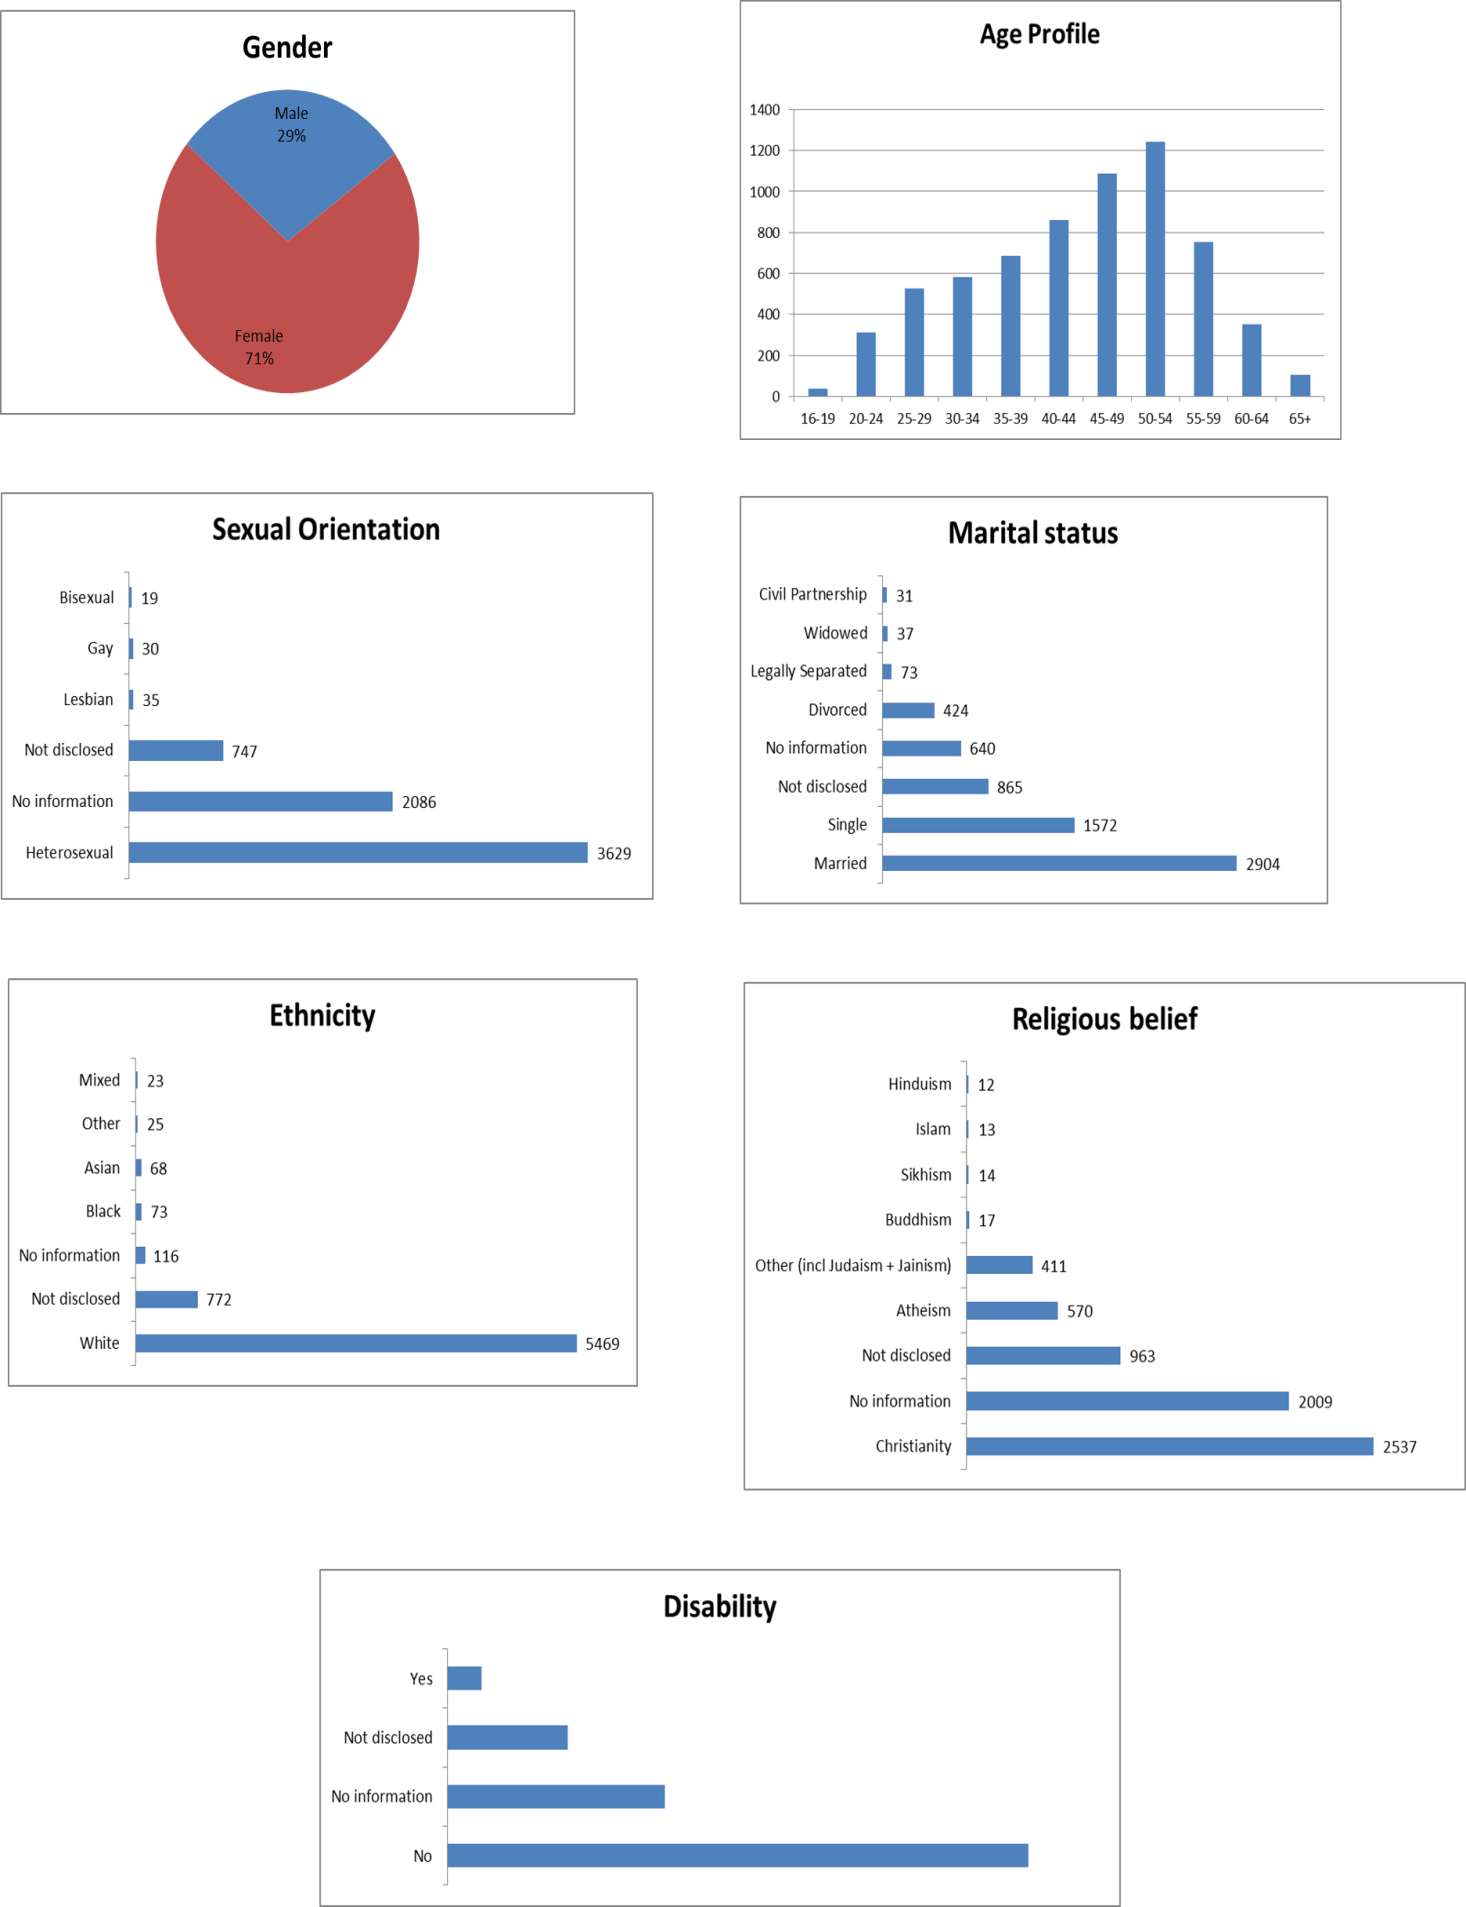 Gender
Male
29%
Female
71%
Age Profile
1400
1200
1000
800
600
400
200
0
16-19 20-24 25-29 30-34 35-39 40-44 45-49 50-54 55-59 60-64 65+
Sexual Orientation
Bisexual 19
Gay 30
Lesbian 35
Not disclosed 747
No information 2086
Heterosexual 3629
Marital status
Civil Partnership 31
Widowed 37
Legally Separated 73
Divorced 424
No information 640
Not disclosed 865
Single 1572
Married 2904
Ethnicity
Mixed 23
Other 25
Asian 68
Black 73
No information 116
Not disclosed 772
White 5469
Religious belief
Hinduism 12
Islam 13
Sikhism 14
Buddhism 17
Other (incl Judaism + Jainism) 411
Atheism 570
Not disclosed 963
No information 2009
Christianity 2537
Disability
Yes
Not disclosed
No information
No